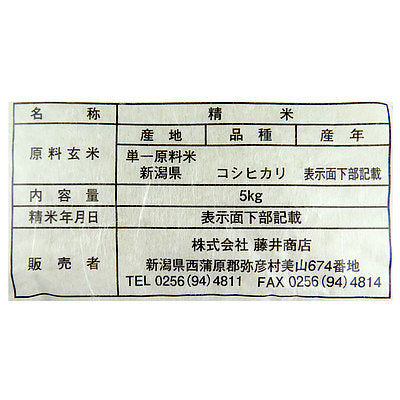 名称 精米
原料玄米 産地 品種 産年
単一原料米
新潟県 コシヒカリ 表示面下部記載
内容量 5kg
精米年月日 表示面下部記載
販売者 株式会社 藤井商店
新潟県西蒲原郡弥彦村美山674番地
TEL 0256(94)4811 FAX 0256(94)4814